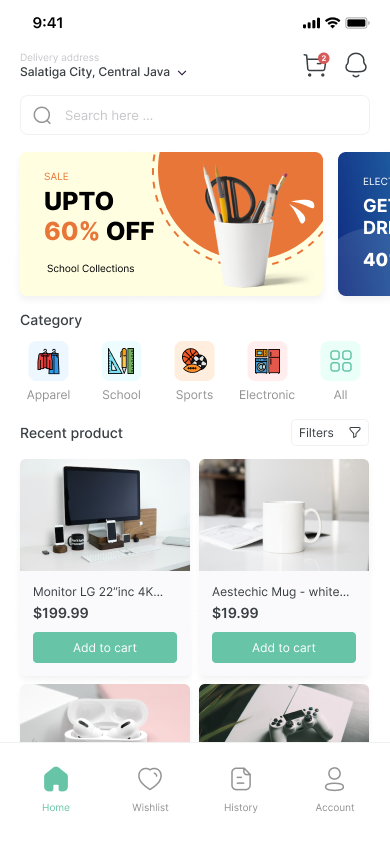 9:41
Delivery address
Salatiga City, Central Java
2
Search here ...
SALE
UPTO
60% OFF
School Collections
GE
DR
40
Category
Apparel
School
Sports
Electronic
All
Recent product
Filters
Monitor LG 22”inc 4K...
$199.99
Add to cart
Aestechic Mug - white...
$19.99
Add to cart
Home
Wishlist
History
Account